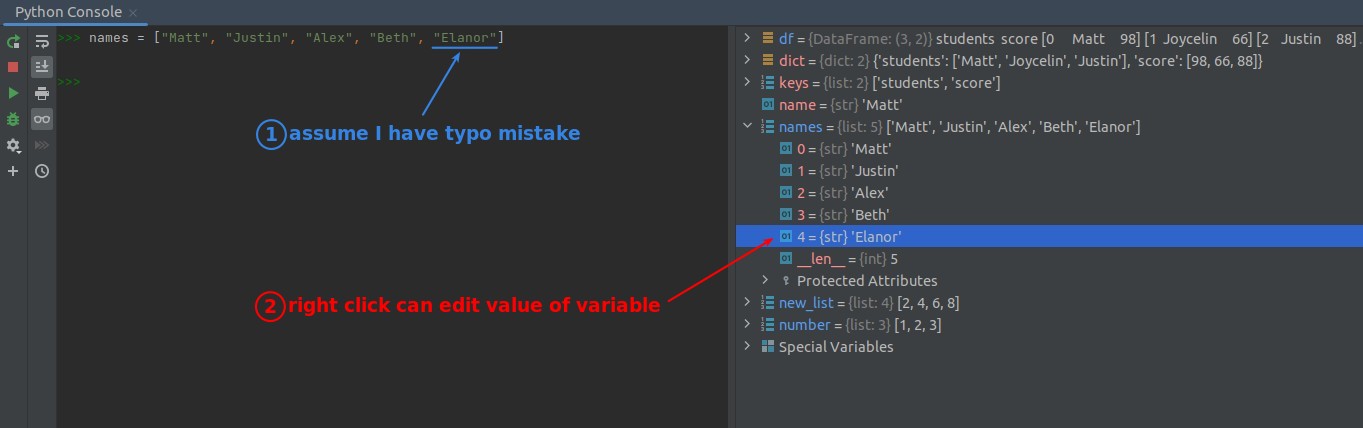 Python Console
>>> names = ["Matt", "Justin", "Alex", "Beth", "Elanor"]
>>>
1 assume I have typo mistake
2 right click can edit value of variable
df = {DataFrame: (3, 2)} students score [0 Matt 98] [1 Joycelin 66] [2 Justin 88]
dict = {dict: 2} {'students': ['Matt', 'Joycelin', 'Justin'], 'score': [98, 66, 88]}
keys = {list: 2} ['students', 'score']
name = {str} 'Matt'
names = {list: 5} ['Matt', 'Justin', 'Alex', 'Beth', 'Elanor']
0 = {str} 'Matt'
1 = {str} 'Justin'
2 = {str} 'Alex'
3 = {str} 'Beth'
4 = {str} 'Elanor'
__len__ = {int} 5
Protected Attributes
new_list = {list: 4} [2, 4, 6, 8]
number = {list: 3} [1, 2, 3]
Special Variables